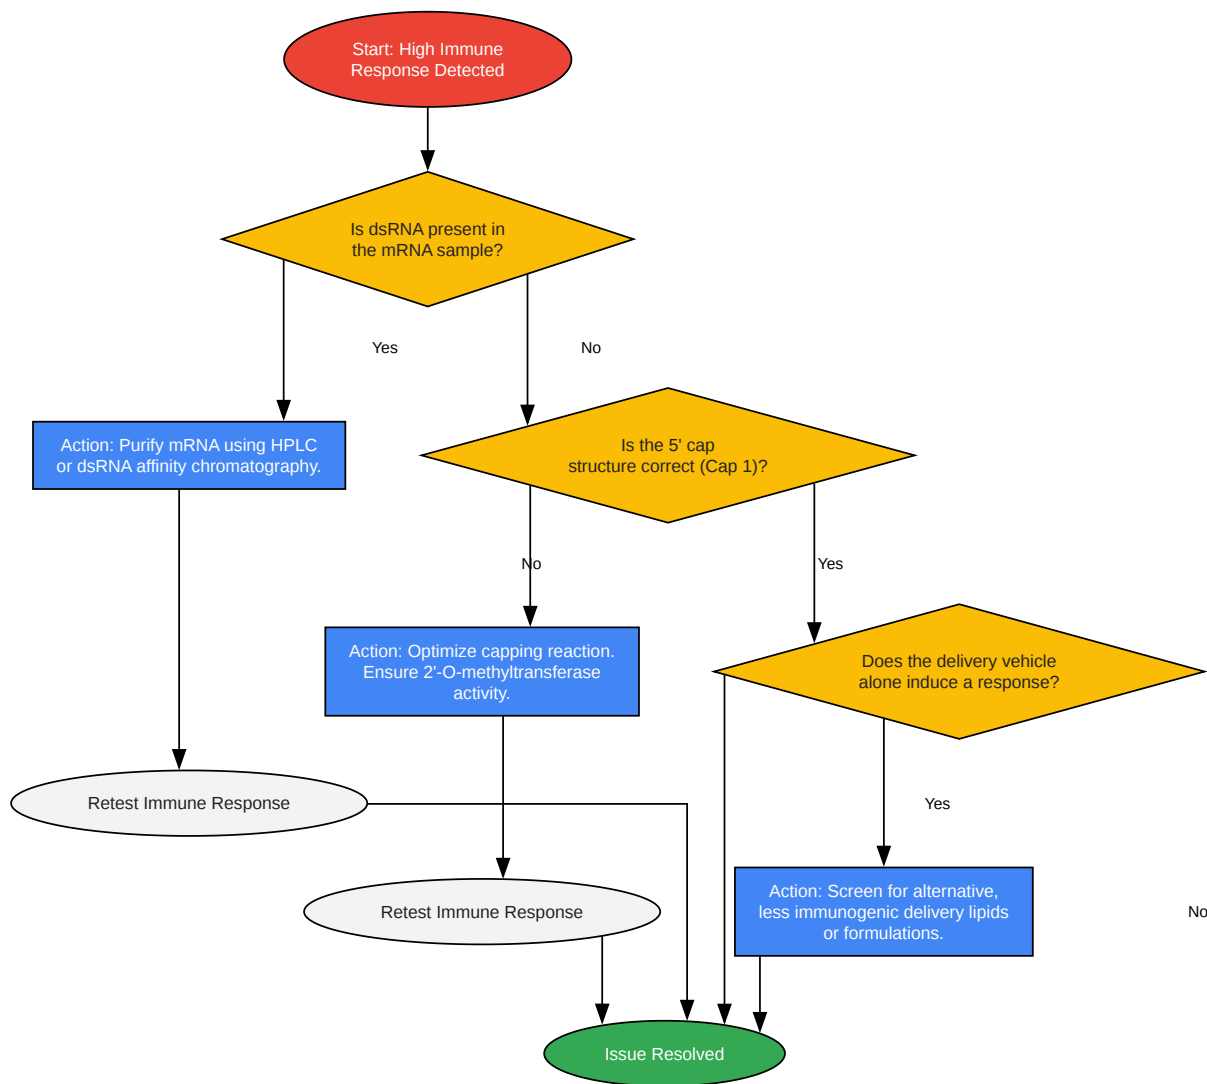 Start: High Immune
Response Detected
Is dsRNA present in
the mRNA sample?
Yes
No
Action: Purify mRNA using HPLC
or dsRNA affinity chromatography.
Is the 5' cap
structure correct (Cap 1)?
No
Yes
Action: Optimize capping reaction.
Ensure 2'-O-methyltransferase
activity.
Does the delivery vehicle
alone induce a response?
Retest Immune Response
Yes
Action: Screen for alternative,
less immunogenic delivery lipids
or formulations.
Retest Immune Response
No
Issue Resolved